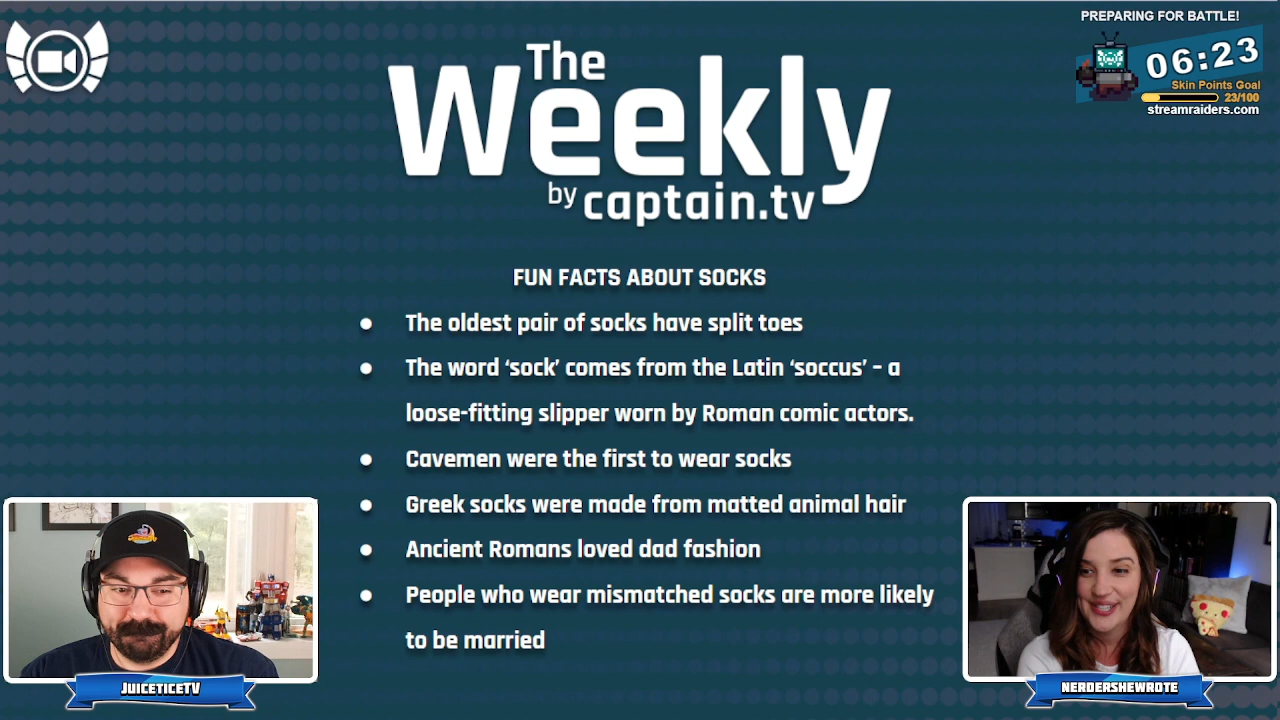 PREPARING FOR BATTLE!
06:23
Skin Points Goal
23/100
streamraiders.com
The
Weekly
by captain.tv
FUN FACTS ABOUT SOCKS
● The oldest pair of socks have split toes
● The word ‘sock’ comes from the Latin ‘soccus’ – a
loose-fitting slipper worn by Roman comic actors.
● Cavemen were the first to wear socks
● Greek socks were made from matted animal hair
● Ancient Romans loved dad fashion
● People who wear mismatched socks are more likely
to be married
JUICETICETV
NERDERSHEWROTE